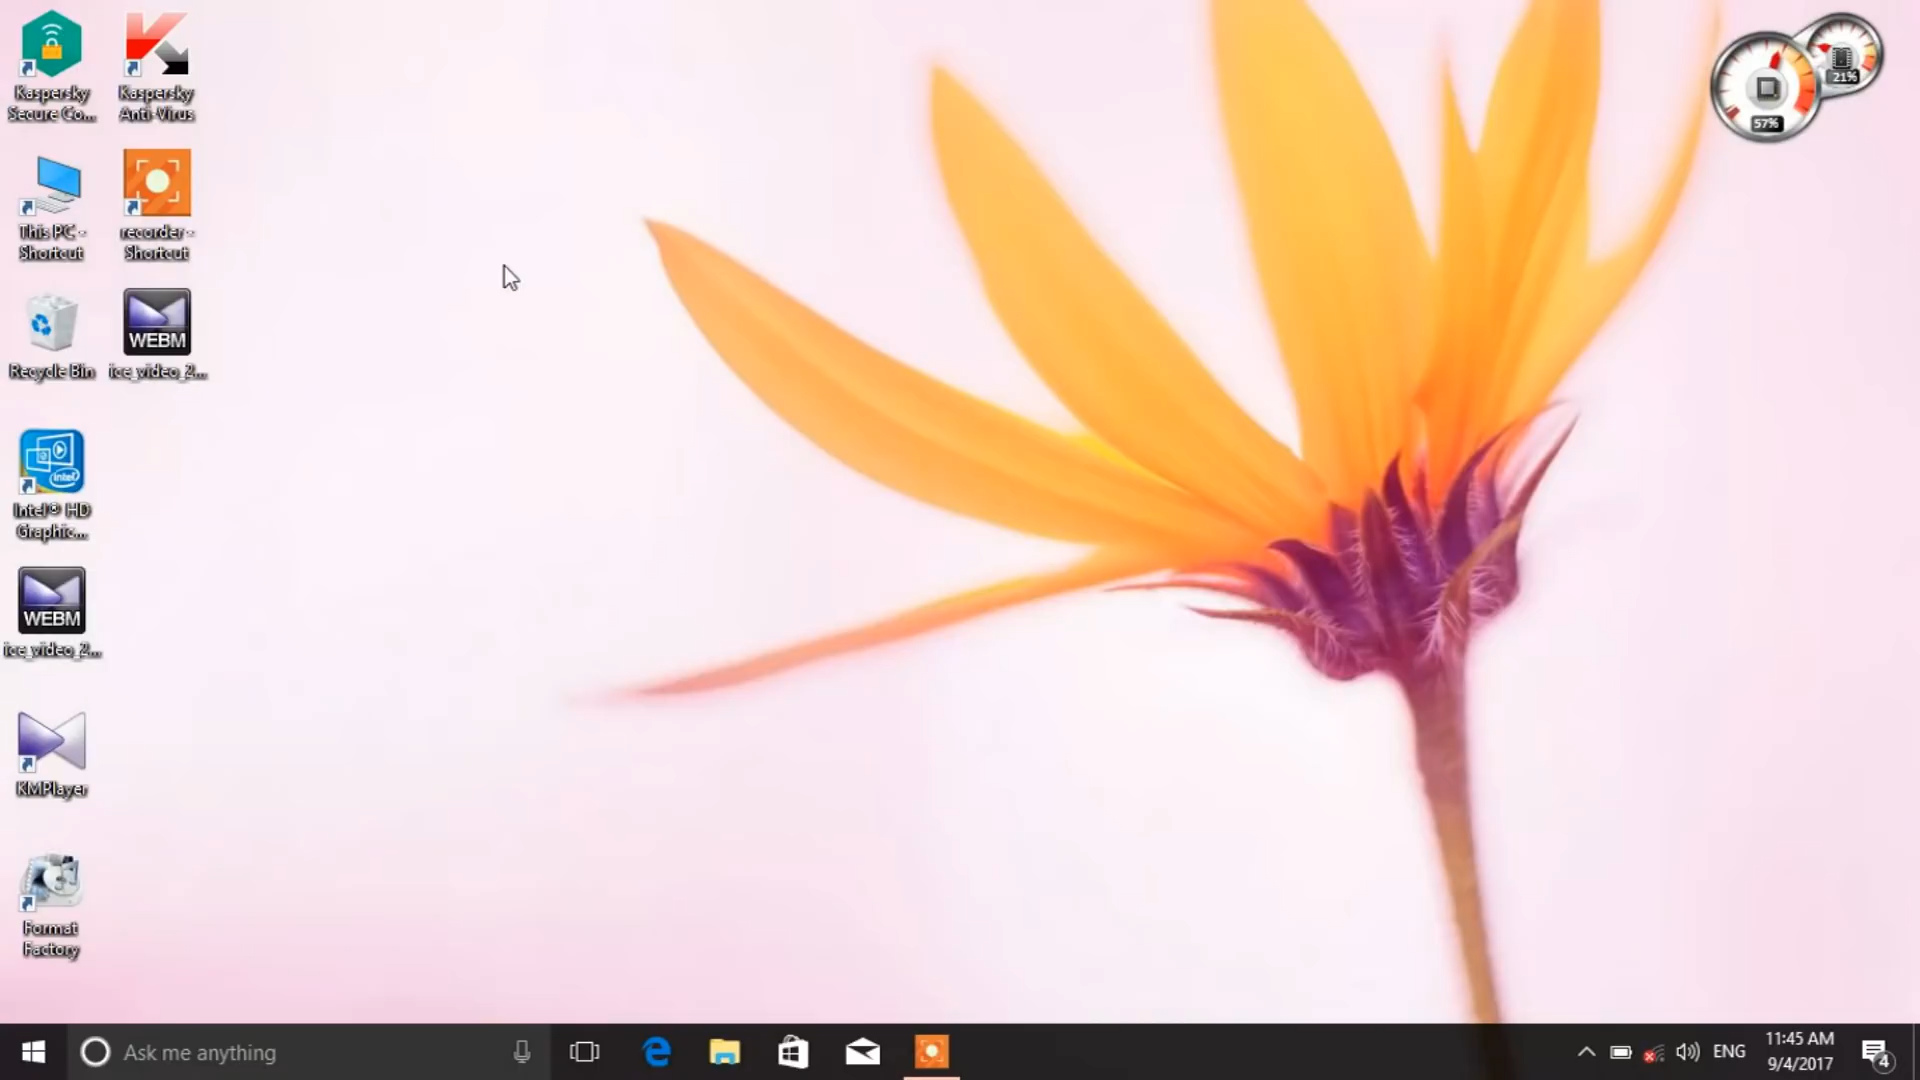 Kaspersky
Secure Co...
Kaspersky
Anti-Virus
This PC -
Shortcut
recorder -
Shortcut
Recycle Bin
WEBM
ice_video_2...
intel
Intel® HD
Graphic...
WEBM
ice_video_2...
KMPlayer
Format
Factory
21%
57%
Ask me anything
ENG
11:45 AM
9/4/2017
4